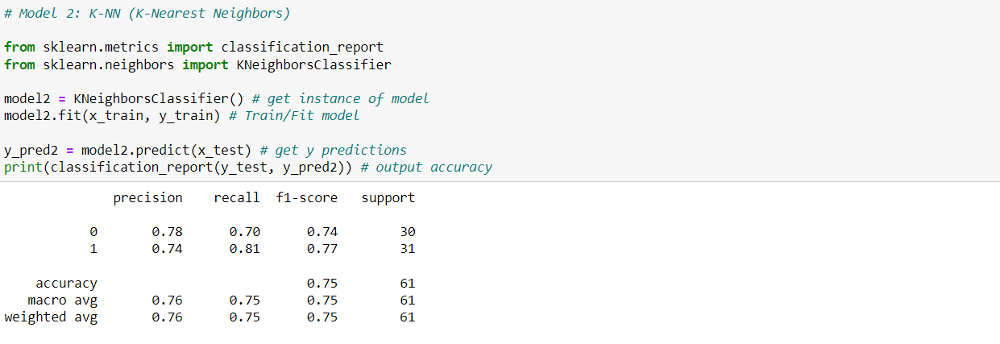 # Model 2: K-NN (K-Nearest Neighbors)
from sklearn.metrics import classification_report
from sklearn.neighbors import KNeighborsClassifier
model2 = KNeighborsClassifier() # get instance of model
model2.fit(x_train, y_train) # Train/Fit model
y_pred2 = model2.predict(x_test) # get y predictions
print(classification_report(y_test, y_pred2)) # output accuracy
precision recall f1-score support
0 0.78 0.70 0.74 30
1 0.74 0.81 0.77 31
accuracy 0.75 61
macro avg 0.76 0.75 0.75 61
weighted avg 0.76 0.75 0.75 61